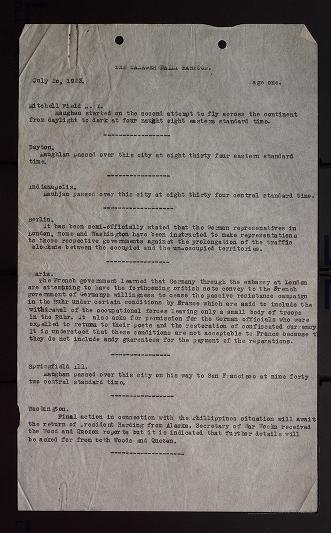 July 20, 1923. Page one.
Mitchell Field N. Y.
Maughan started on the second attempt to fly across the continent
from daylight to dark at four naught eight eastern standard time.
--------------------
Dayton.
Maughlan passed over this city at eight thirty four eastern standard
time.
--------------------
Indianapolis.
Maughan passed over this city at eight thirty four central standard time.
--------------------
Berlin.
It has been semi-officially stated that the German represenatives in
London, Rome and Washington have been instructed to make representations
to those respective governments against the prolongation of the traffic
blockade between the occupied and the unoccupied territories.
--------------------
Paris.
The French government learned that Germany through the embassy at London
are attempting to have the forthcoming british note convey to the French
government of Germanys willingness to cease the passive resistance campaign
in the Ruhr under certain conditions by France which are said to include the
withdrawal of the occupational forces leaving only a small body of troops
in the Ruhr. It also asks for permission for the German officials who were
expelled to return to their posts and the restoration of confiscated currency
It is understood that these conditions are not acceptable to France because t
they do not include andy guarentees for the payment of the reparations.
--------------------
Springfield Ill.
Maughan passed over this city on his way to San Francisco at nine forty
two central standard time.
--------------------
Washington.
Final action in connection with the Phillippines situation will await
the return of President Harding from Alaska. Secretary of War Weeks received
the Wood and Quezon reports but it is indicated that further details will
be asked for from both Woods and Quezon.
--------------------